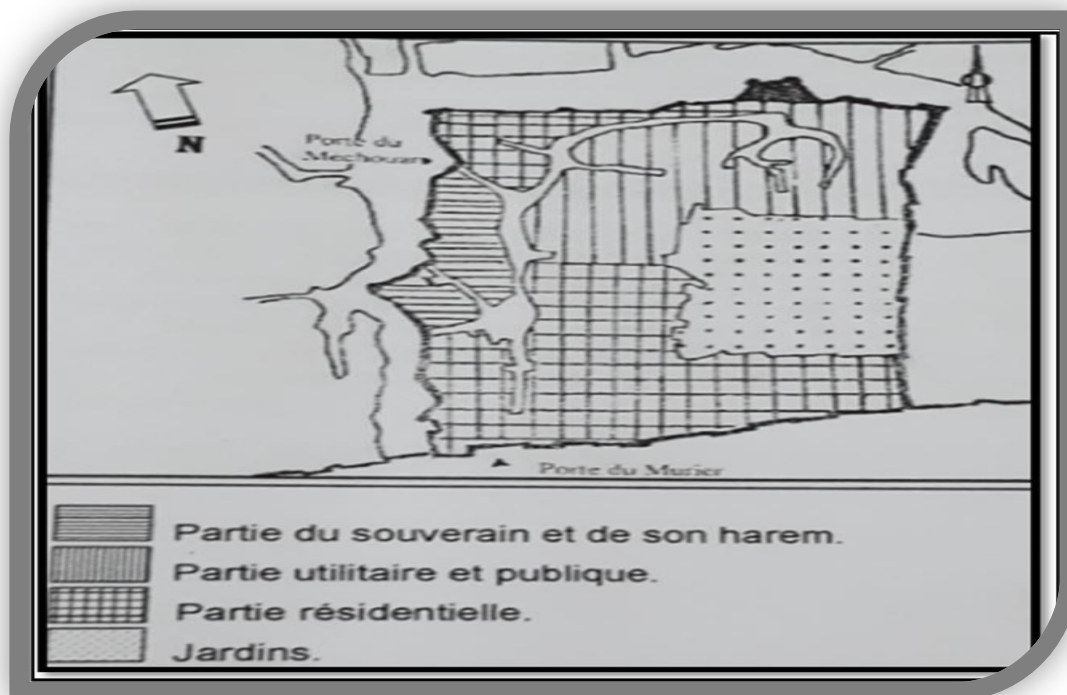 N
Porte du
Mechouar
Porte du Murier
Partie du souverain et de son harem.
Partie utilitaire et publique.
Partie résidentielle.
Jardins.